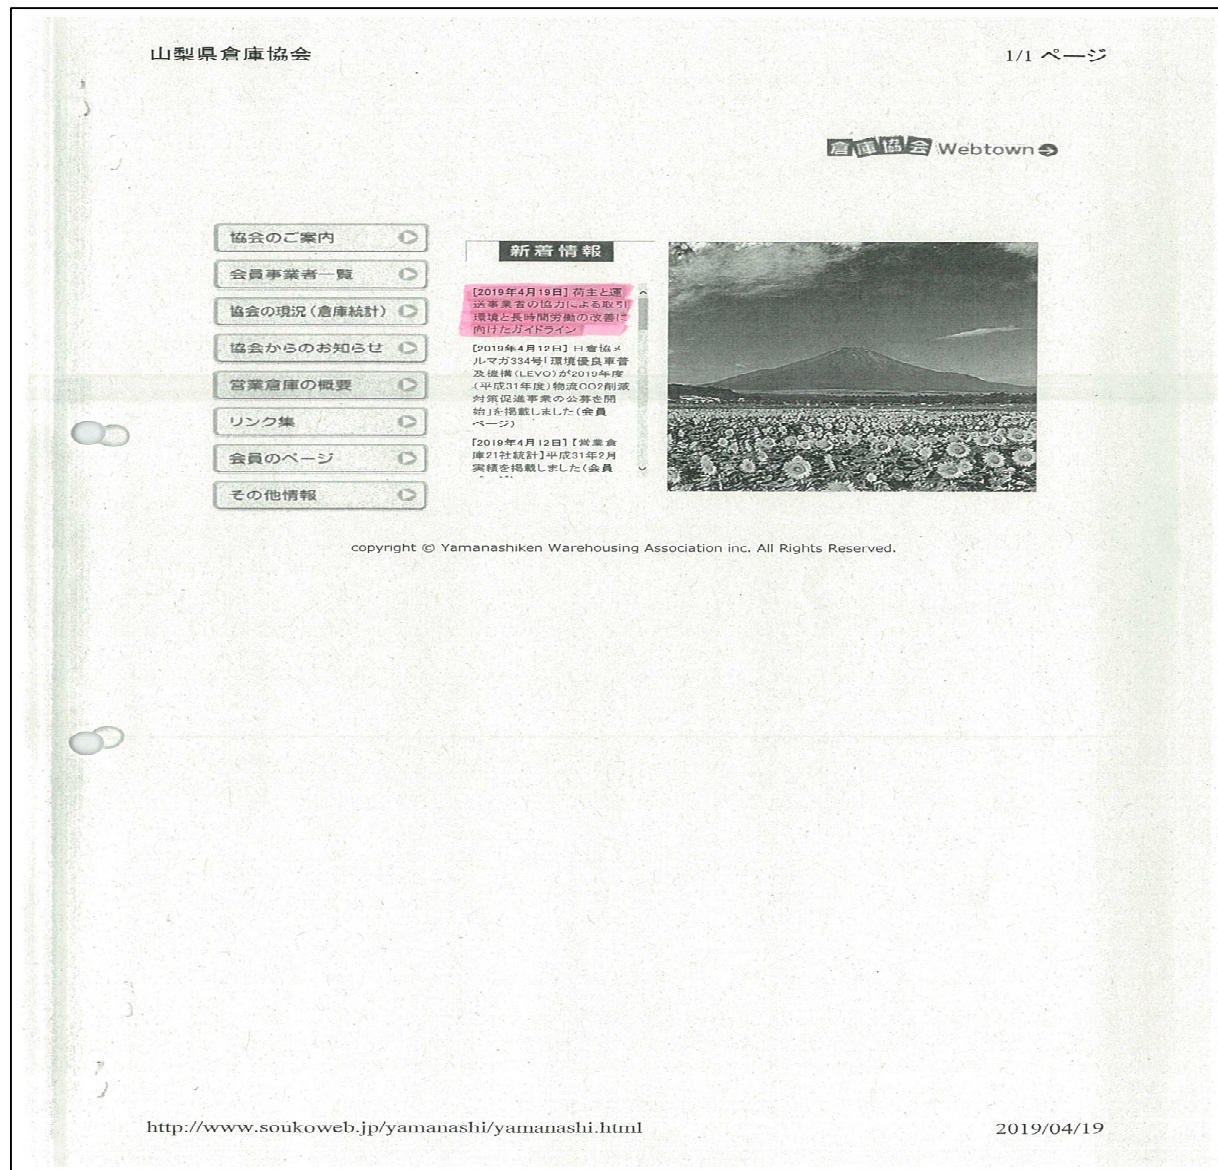 山梨県倉庫協会
1/1 ページ
倉庫協会 Webtown
協会のご案内
会員事業者一覧
協会の現況(倉庫統計)
協会からのお知らせ
営業倉庫の概要
リンク集
会員のページ
その他情報
新着情報
[2019年4月19日] 荷主と運
送事業者の協力による取引
環境と長時間労働の改善に
向けたガイドライン
[2019年4月12日] 日倉協メ
ルマガ334号「環境優良車普
及機構(LEVO)が2019年度
(平成31年度)物流CO2削減
対策促進事業の公募を開
始」を掲載しました(会員
ページ)
[2019年4月12日]【営業倉
庫21社統計】平成31年2月
実績を掲載しました(会員
copyright © Yamanashiken Warehousing Association inc. All Rights Reserved.
http://www.soukoweb.jp/yamanashi/yamanashi.html
2019/04/19